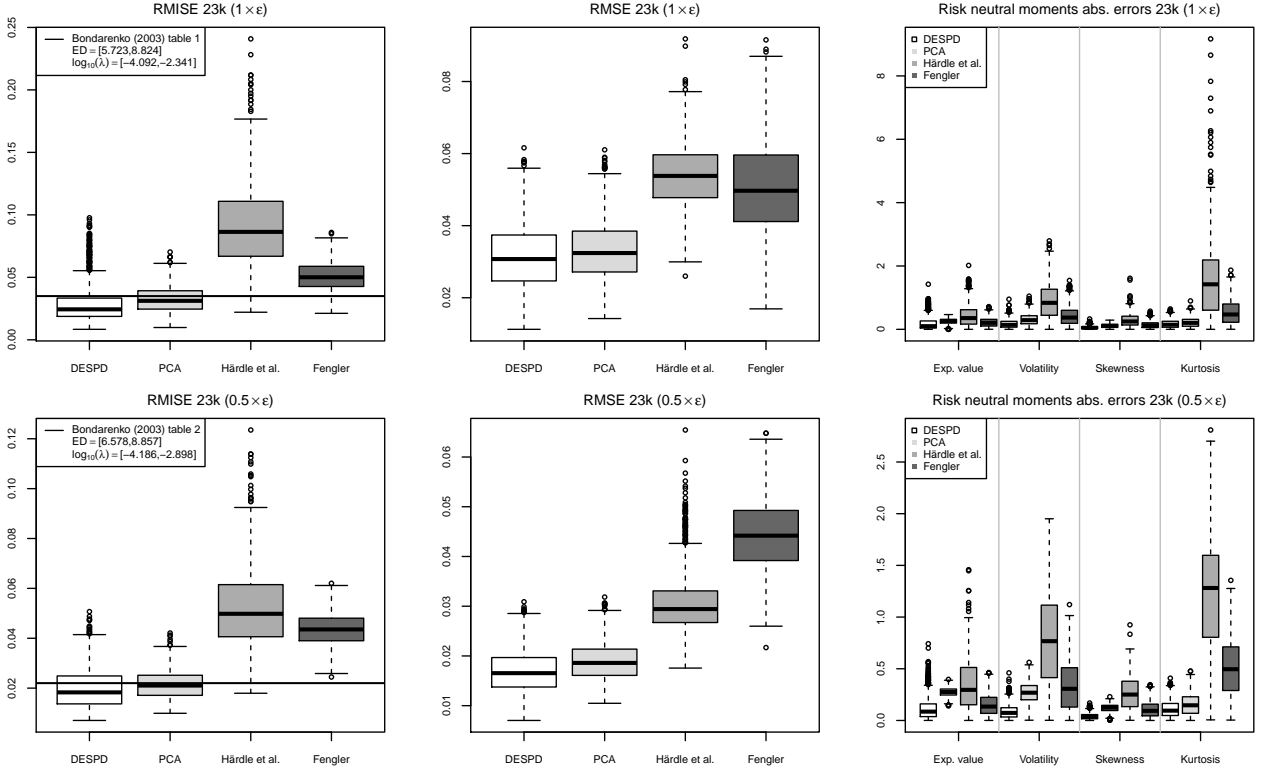 RMISE 23k (1×ε)
0.00
0.05
0.10
0.15
0.20
0.25
Bondarenko (2003) table 1
ED = [5.723,8.824]
log₁₀(λ) = [−4.092,−2.341]
DESPD PCA Härdle et al. Fengler
RMSE 23k (1×ε)
0.02
0.04
0.06
0.08
DESPD PCA Härdle et al. Fengler
Risk neutral moments abs. errors 23k (1×ε)
0
2
4
6
8
DESPD
PCA
Härdle et al.
Fengler
Exp. value Volatility Skewness Kurtosis
RMISE 23k (0.5×ε)
0.02
0.04
0.06
0.08
0.10
0.12
Bondarenko (2003) table 2
ED = [6.578,8.857]
log₁₀(λ) = [−4.186,−2.898]
DESPD PCA Härdle et al. Fengler
RMSE 23k (0.5×ε)
0.01
0.02
0.03
0.04
0.05
0.06
DESPD PCA Härdle et al. Fengler
Risk neutral moments abs. errors 23k (0.5×ε)
0.0
0.5
1.0
1.5
2.0
2.5
DESPD
PCA
Härdle et al.
Fengler
Exp. value Volatility Skewness Kurtosis